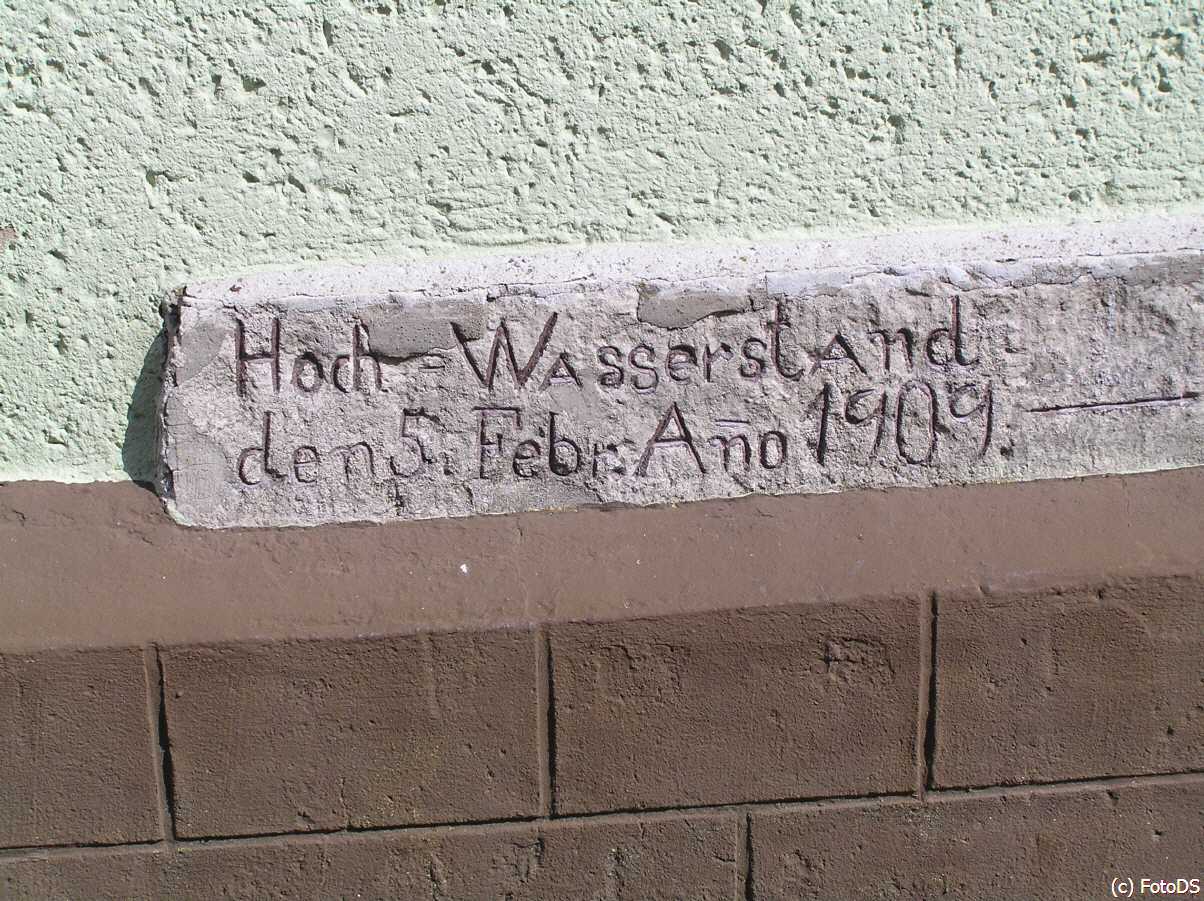 Hoch-Wasserstand
den 5. Febr. Año 1909.
(c) FotoDS